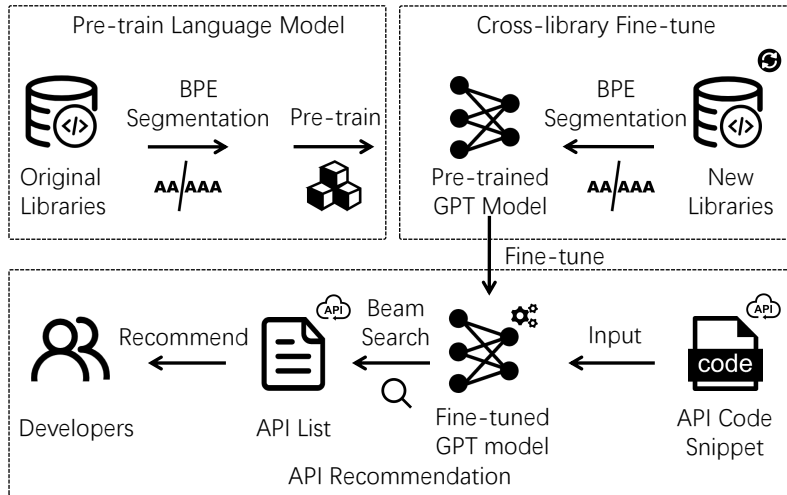 Pre-train Language Model
BPE
Segmentation
Pre-train
</>
AA/AAA
Original
Libraries
Cross-library Fine-tune
BPE
Segmentation
</>
AA/AAA
Pre-trained
GPT Model
New
Libraries
Fine-tune
Recommend
API
Beam
Search
Input
API
code
Developers
API List
Fine-tuned
GPT model
API Code
Snippet
API Recommendation